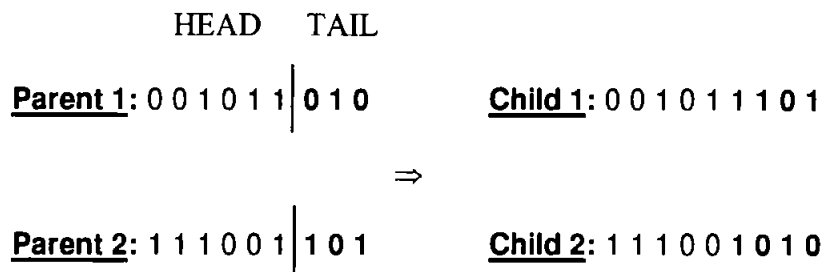 HEAD TAIL
Parent 1: 0 0 1 0 1 1 0 1 0 Child 1: 0 0 1 0 1 1 1 0 1
⇒
Parent 2: 1 1 1 0 0 1 1 0 1 Child 2: 1 1 1 0 0 1 0 1 0